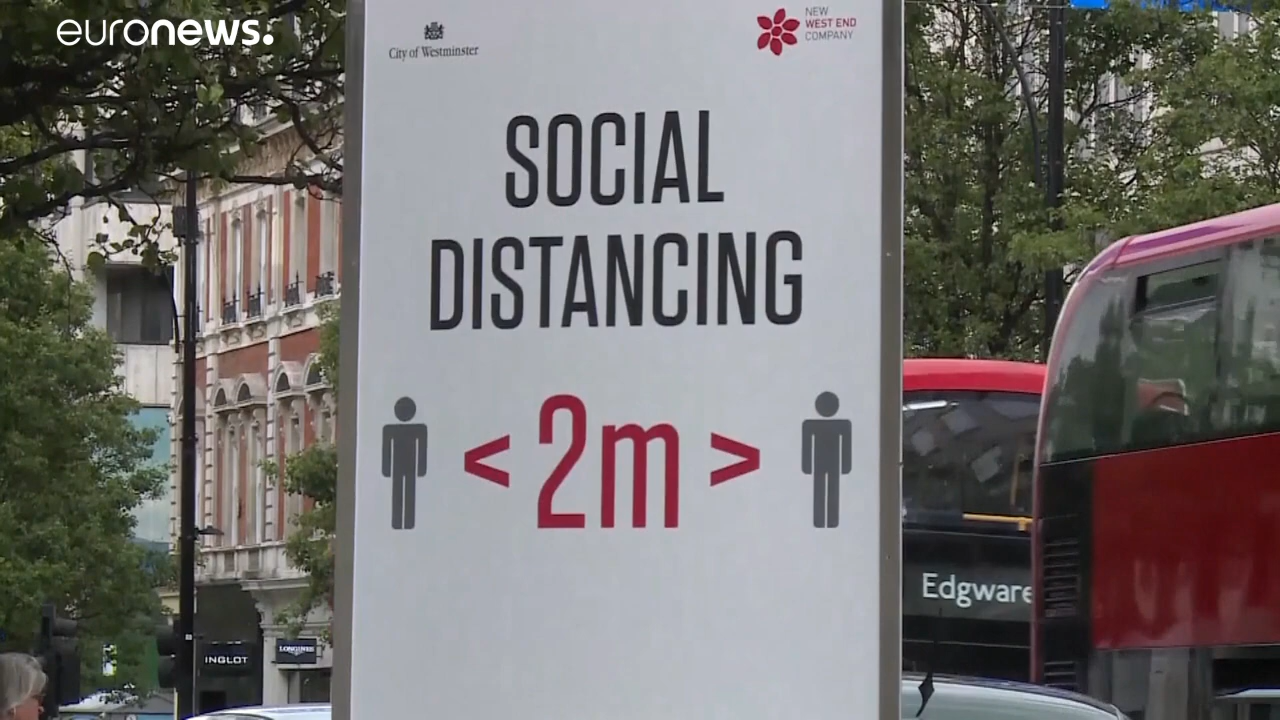 euronews.
City of Westminster
NEW
WEST END
COMPANY
SOCIAL
DISTANCING
< 2m >
Edgware
INGLOT
LONGINES